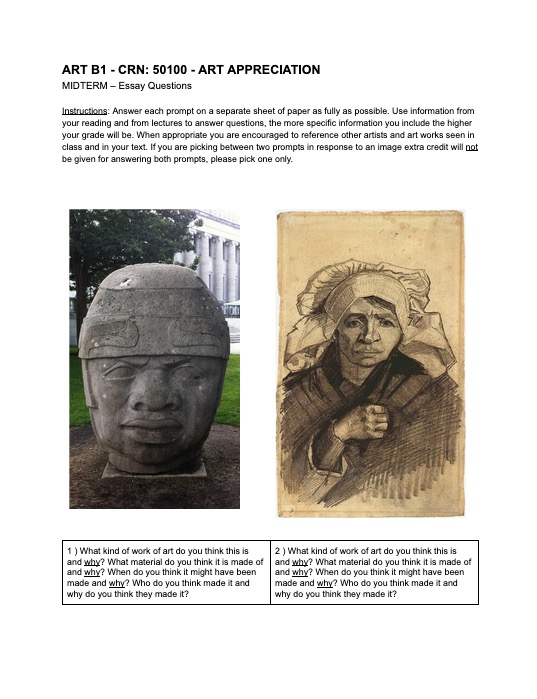 ART B1 - CRN: 50100 - ART APPRECIATION
MIDTERM – Essay Questions
Instructions: Answer each prompt on a separate sheet of paper as fully as possible. Use information from
your reading and from lectures to answer questions, the more specific information you include the higher
your grade will be. When appropriate you are encouraged to reference other artists and art works seen in
class and in your text. If you are picking between two prompts in response to an image extra credit will not
be given for answering both prompts, please pick one only.
1 ) What kind of work of art do you think this is
and why? What material do you think it is made of
and why? When do you think it might have been
made and why? Who do you think made it and
why do you think they made it?
2 ) What kind of work of art do you think this is
and why? What material do you think it is made of
and why? When do you think it might have been
made and why? Who do you think made it and
why do you think they made it?